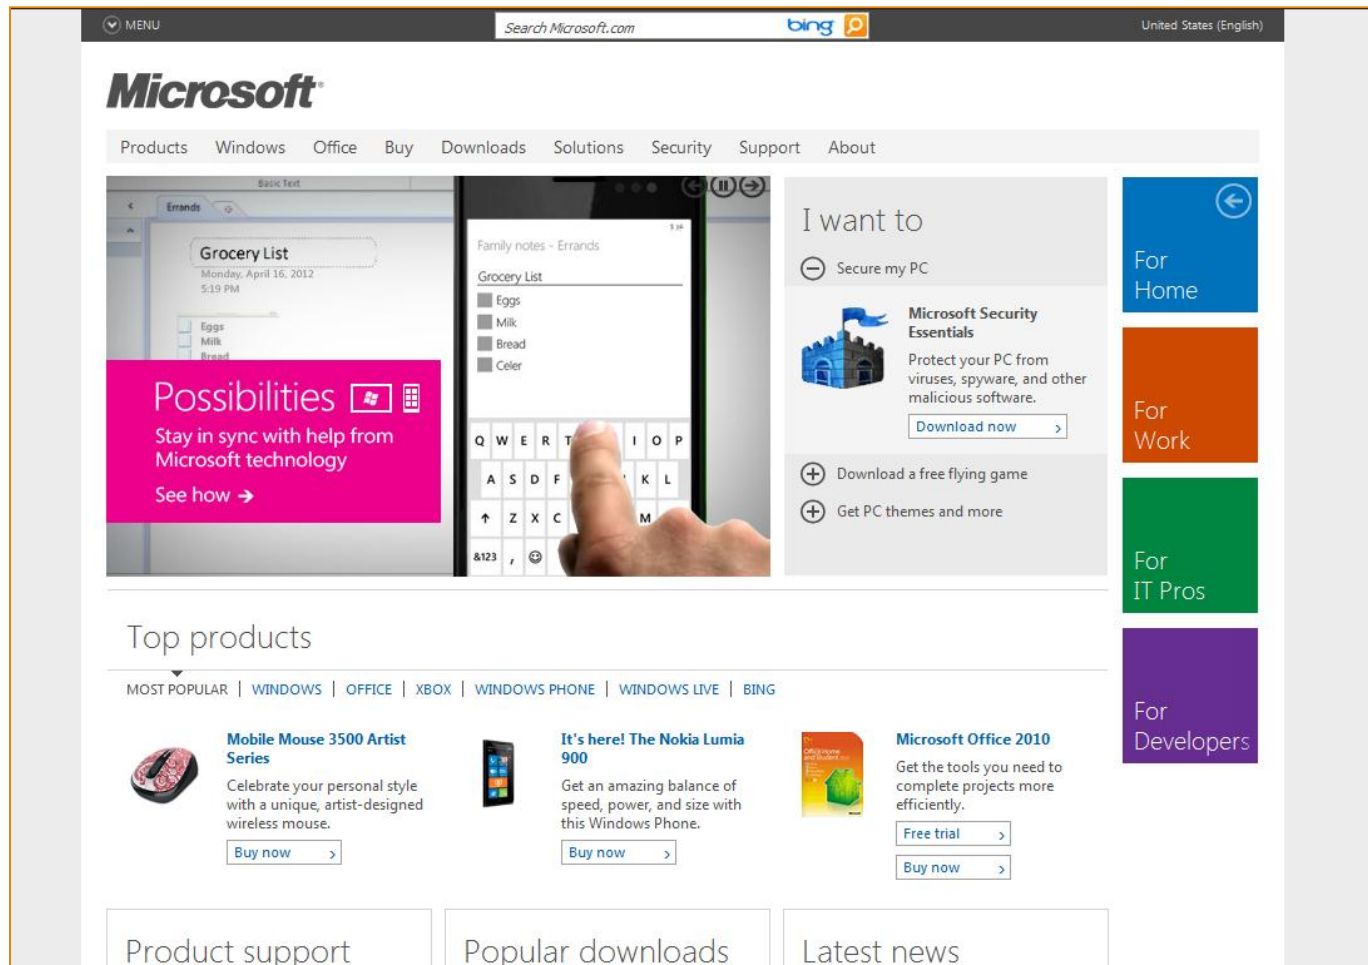 MENU
Search Microsoft.com
bing
United States (English)
Microsoft
Products Windows Office Buy Downloads Solutions Security Support About
Basic Text
Errands
Grocery List
Monday, April 16, 2012
5:19 PM
Eggs
Milk
Bread
Possibilities
Stay in sync with help from
Microsoft technology
See how →
Family notes - Errands
Grocery List
Eggs
Milk
Bread
Celer
Q W E R T I O P
A S D F K L
Z X C M
&123 ,
I want to
Secure my PC
Microsoft Security
Essentials
Protect your PC from
viruses, spyware, and other
malicious software.
Download now
Download a free flying game
Get PC themes and more
For
Home
For
Work
For
IT Pros
For
Developers
Top products
MOST POPULAR | WINDOWS | OFFICE | XBOX | WINDOWS PHONE | WINDOWS LIVE | BING
Mobile Mouse 3500 Artist
Series
Celebrate your personal style
with a unique, artist-designed
wireless mouse.
Buy now
It's here! The Nokia Lumia
900
Get an amazing balance of
speed, power, and size with
this Windows Phone.
Buy now
Microsoft Office 2010
Get the tools you need to
complete projects more
efficiently.
Free trial
Buy now
Product support
Popular downloads
Latest news